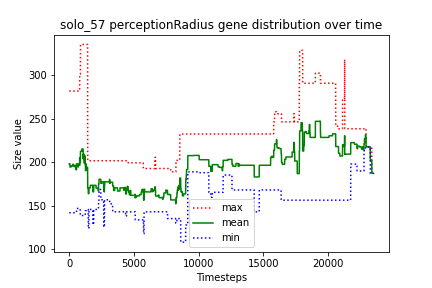 solo_57 perceptionRadius gene distribution over time
Size value
300
250
200
150
100
0
5000
10000
15000
20000
Timesteps
max
mean
min